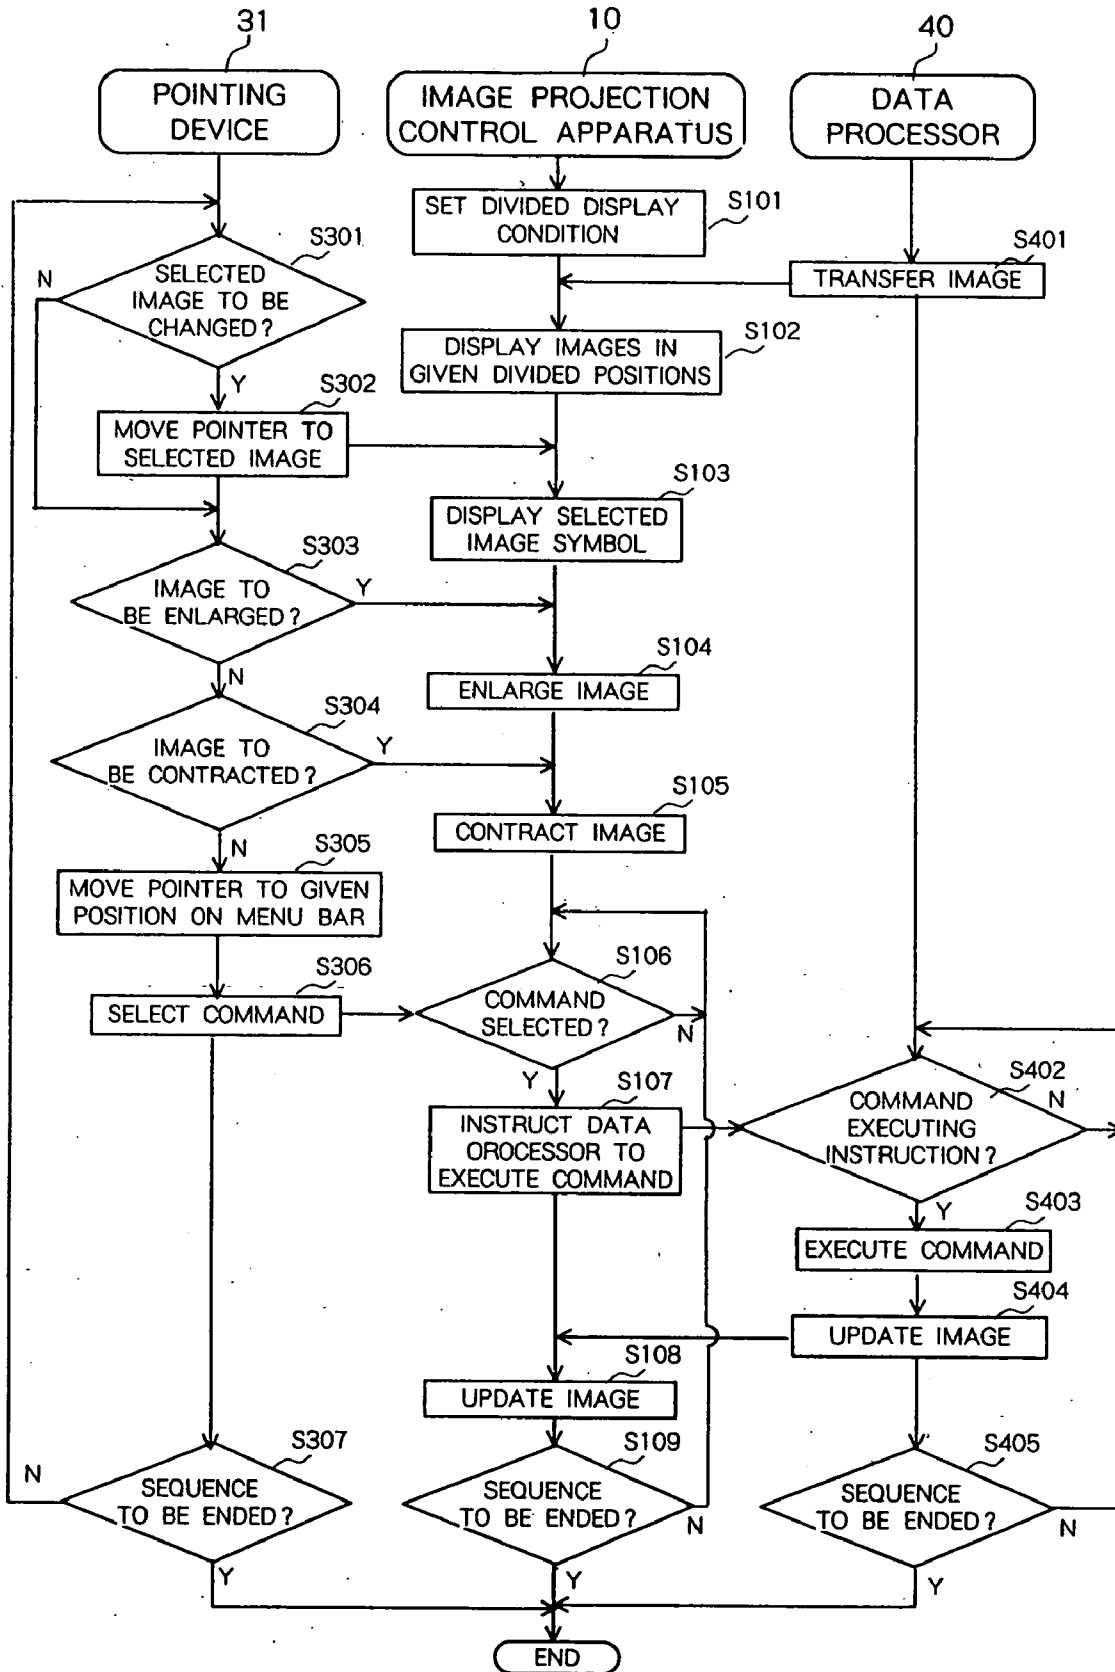 31
10
40
POINTING
DEVICE
IMAGE PROJECTION
CONTROL APPARATUS
DATA
PROCESSOR
S101
SET DIVIDED DISPLAY
CONDITION
S401
TRANSFER IMAGE
S301
N
SELECTED
IMAGE TO BE
CHANGED?
Y
S102
DISPLAY IMAGES IN
GIVEN DIVIDED POSITIONS
S302
MOVE POINTER TO
SELECTED IMAGE
S103
DISPLAY SELECTED
IMAGE SYMBOL
S303
IMAGE TO
BE ENLARGED?
Y
N
S104
ENLARGE IMAGE
S304
IMAGE TO
BE CONTRACTED?
Y
N
S105
CONTRACT IMAGE
S305
MOVE POINTER TO GIVEN
POSITION ON MENU BAR
S306
SELECT COMMAND
S106
COMMAND
SELECTED?
N
Y
S107
INSTRUCT DATA
OROCESSOR TO
EXECUTE COMMAND
S402
COMMAND
EXECUTING
INSTRUCTION?
N
Y
S403
EXECUTE COMMAND
S404
UPDATE IMAGE
S108
UPDATE IMAGE
S307
N
SEQUENCE
TO BE ENDED?
Y
S109
SEQUENCE
TO BE ENDED?
N
Y
S405
SEQUENCE
TO BE ENDED?
N
Y
END